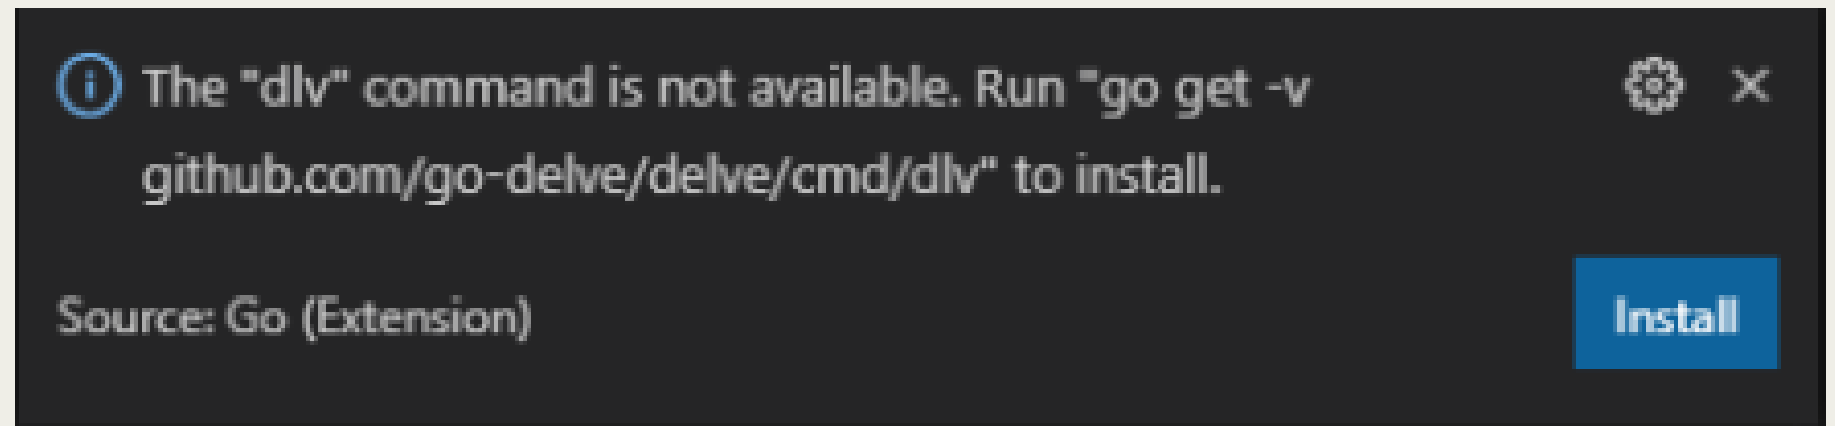 The "dlv" command is not available. Run "go get -v
github.com/go-delve/delve/cmd/dlv" to install.
Source: Go (Extension)
Install